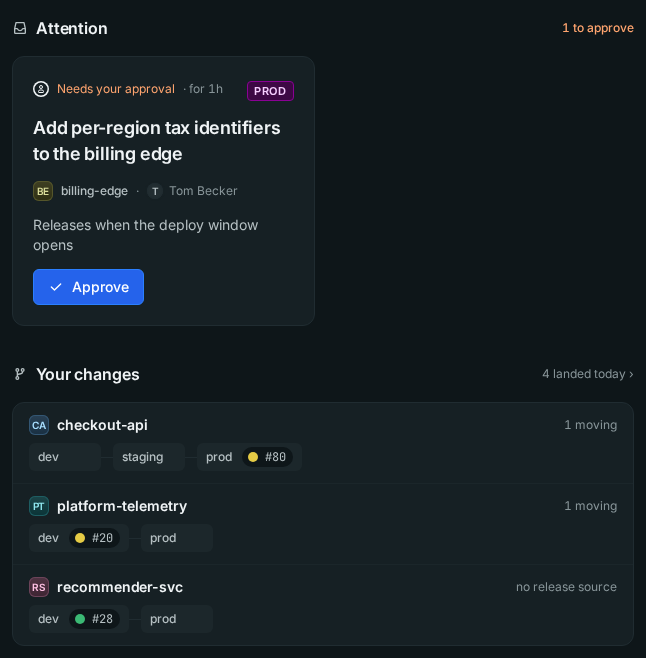 Attention
1 to approve
Needs your approval · for 1h
PROD
Add per-region tax identifiers
to the billing edge
BE billing-edge · T Tom Becker
Releases when the deploy window
opens
Approve
Your changes
4 landed today ›
CA checkout-api
1 moving
dev staging prod #80
PT platform-telemetry
1 moving
dev #20 prod
RS recommender-svc
no release source
dev #28 prod